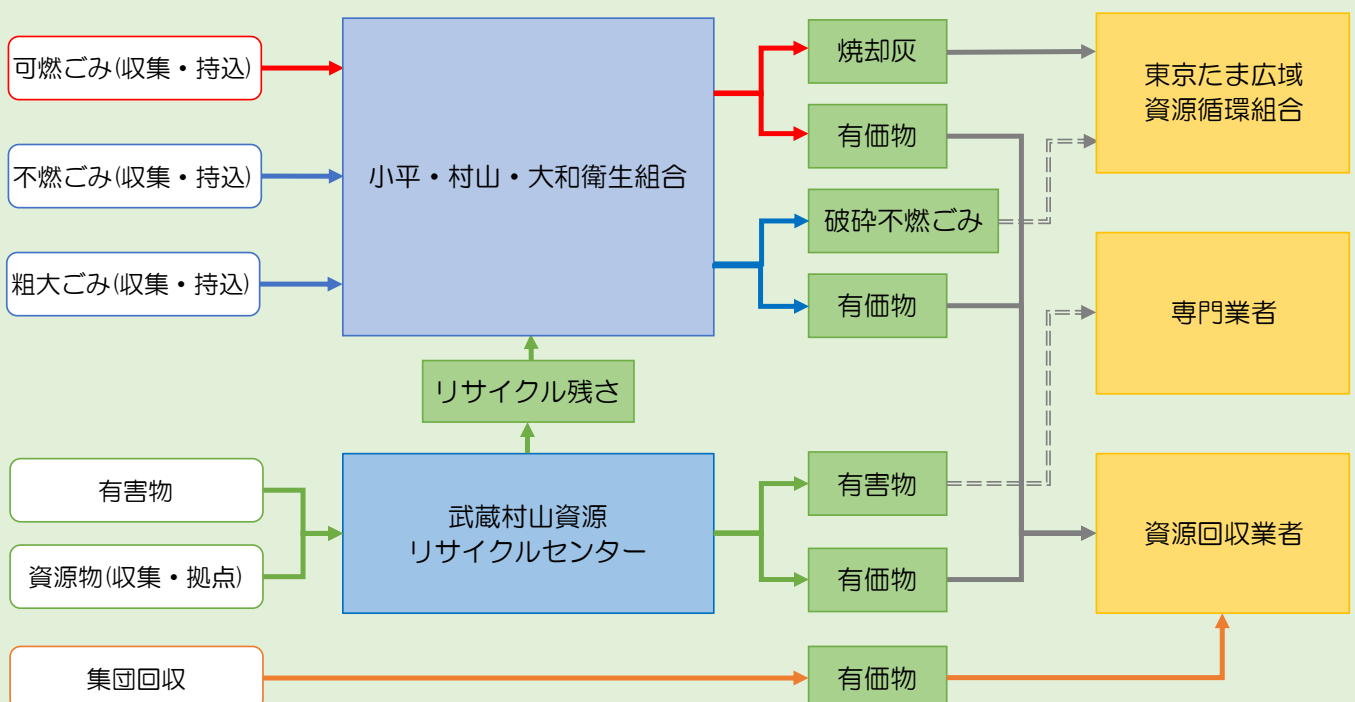 可燃ごみ(収集・持込)
不燃ごみ(収集・持込)
粗大ごみ(収集・持込)
小平・村山・大和衛生組合
焼却灰
有価物
破砕不燃ごみ
有価物
東京たま広域
資源循環組合
専門業者
リサイクル残さ
有害物
資源物(収集・拠点)
武蔵村山資源
リサイクルセンター
有害物
有価物
資源回収業者
集団回収
有価物